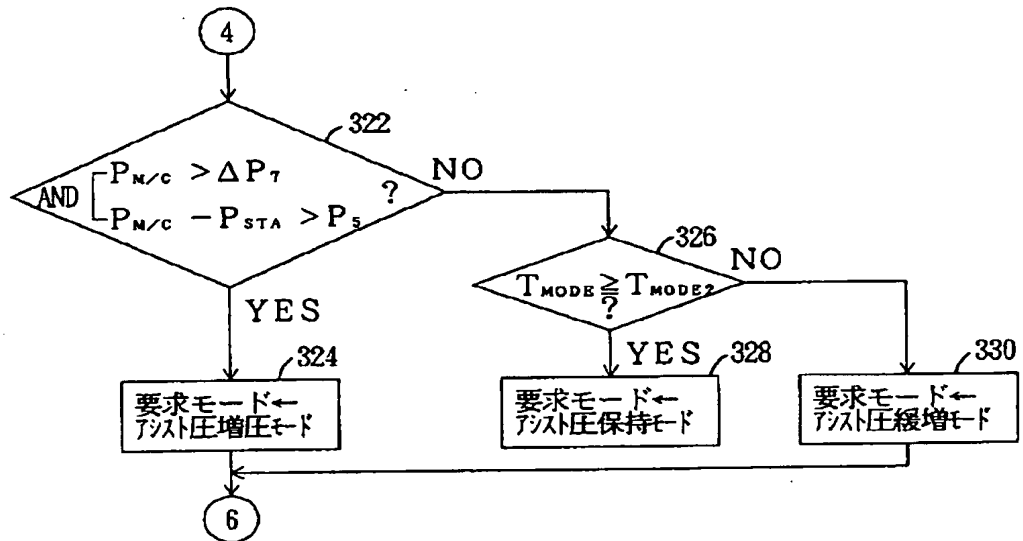 4
322
AND P_M/C > ΔP_7
P_M/C - P_STA > P_5 ?
NO
326
T_MODE ≧ T_MODE2
?
NO
YES
324
要求モード←
アシスト圧増圧モード
YES
328
要求モード←
アシスト圧保持モード
330
要求モード←
アシスト圧緩増モード
6